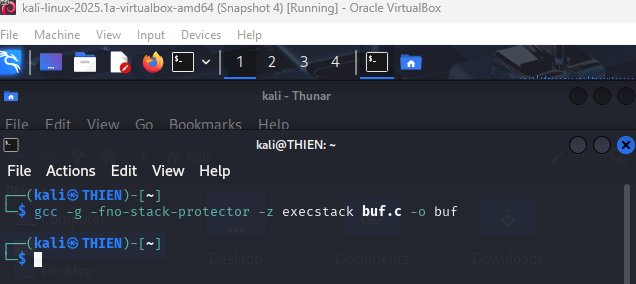 kali-linux-2025.1a-virtualbox-amd64 (Snapshot 4) [Running] - Oracle VirtualBox
File Machine View Input Devices Help
1 2 3 4
kali - Thunar
File Edit View Go Bookmarks Help
kali@THIEN: ~
File Actions Edit View Help
┌──(kali㉿THIEN)-[~]
└─$ gcc -g -fno-stack-protector -z execstack buf.c -o buf
Computer
┌──(kali㉿THIEN)-[~]
└─$
Desktop Desktop Documents Downloads